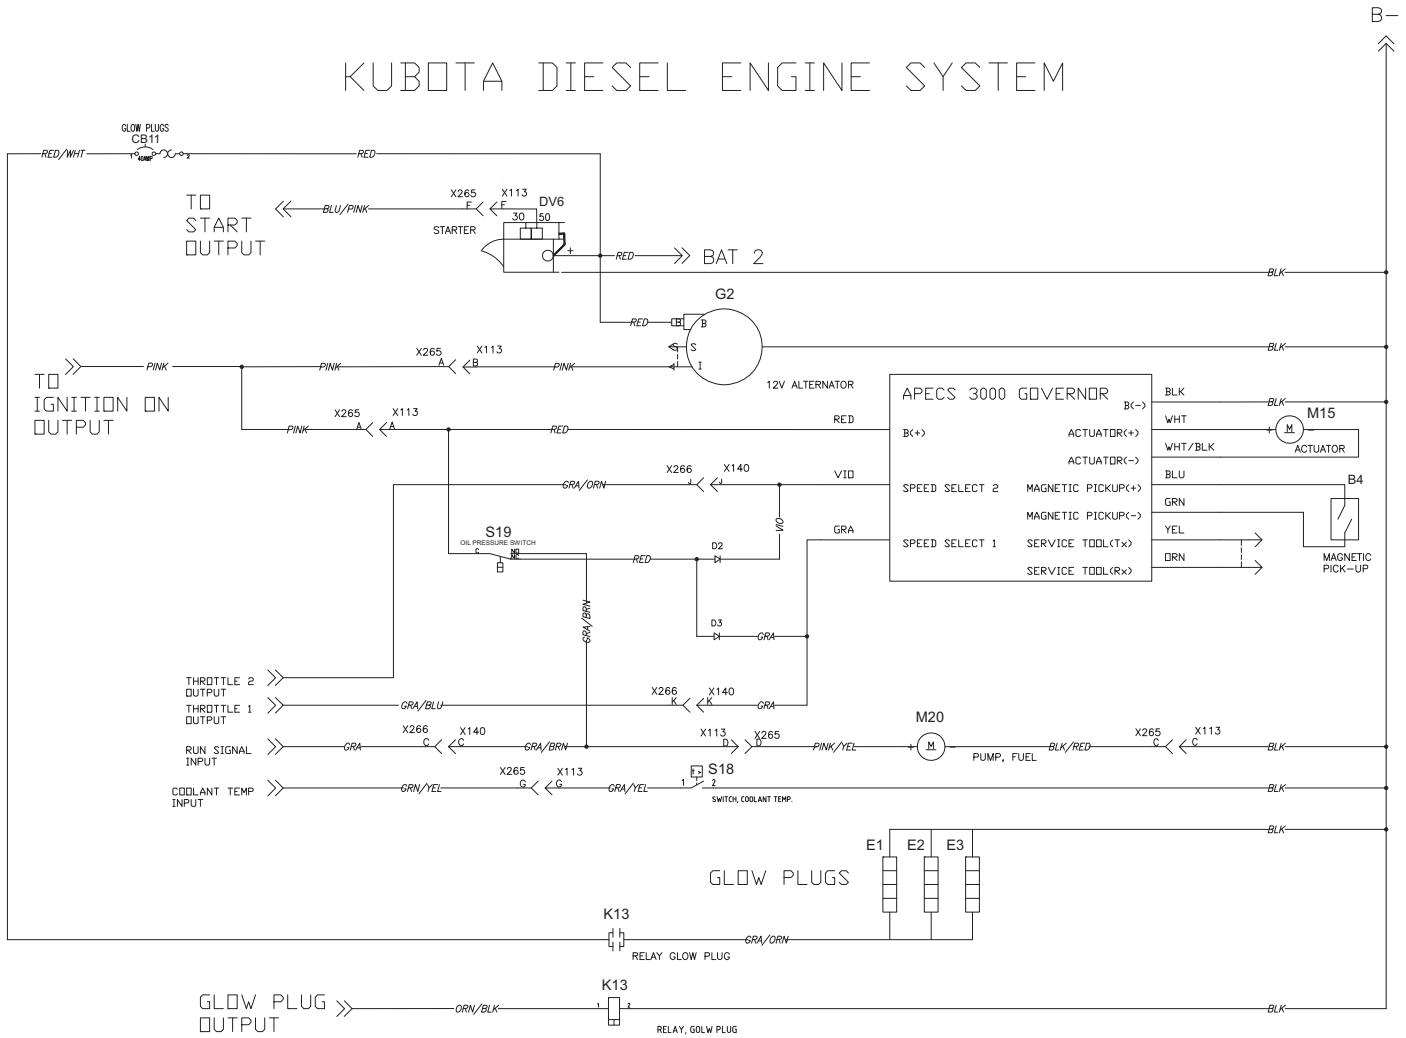 B-
KUBOTA DIESEL ENGINE SYSTEM
GLOW PLUGS
CB11
RED/WHT
1
40AMP
2
RED
TO
START
OUTPUT
BLU/PINK
X265
X113
F
F
DV6
30
50
STARTER
+
RED
BAT 2
BLK
G2
RED
B
B
S
S
I
BLK
12V ALTERNATOR
TO
IGNITION ON
OUTPUT
PINK
PINK
X265
X113
A
B
PINK
PINK
X265
X113
A
A
RED
RED
APECS 3000 GOVERNOR
B(-)
B(+)
ACTUATOR(+)
ACTUATOR(-)
SPEED SELECT 2
MAGNETIC PICKUP(+)
MAGNETIC PICKUP(-)
SPEED SELECT 1
SERVICE TOOL(Tx)
SERVICE TOOL(Rx)
BLK
BLK
WHT
+
M
-
M15
ACTUATOR
WHT/BLK
BLU
B4
GRN
YEL
ORN
MAGNETIC
PICK-UP
GRA/ORN
X266
X140
J
J
VIO
VIO
GRA
S19
OIL PRESSURE SWITCH
C
NO
NC
RED
D2
GRA/BRN
D3
GRA
THROTTLE 2
OUTPUT
THROTTLE 1
OUTPUT
GRA/BLU
X266
X140
K
K
GRA
RUN SIGNAL
INPUT
GRA
X266
X140
C
C
GRA/BRN
X113
X265
D
D
PINK/YEL
M20
+
M
-
PUMP, FUEL
BLK/RED
X265
X113
C
C
BLK
COOLANT TEMP
INPUT
GRN/YEL
X265
X113
G
G
GRA/YEL
1
S18
2
SWITCH, COOLANT TEMP.
BLK
BLK
E1
E2
E3
GLOW PLUGS
K13
GRA/ORN
RELAY GLOW PLUG
GLOW PLUG
OUTPUT
ORN/BLK
K13
1
2
RELAY, GOLW PLUG
BLK